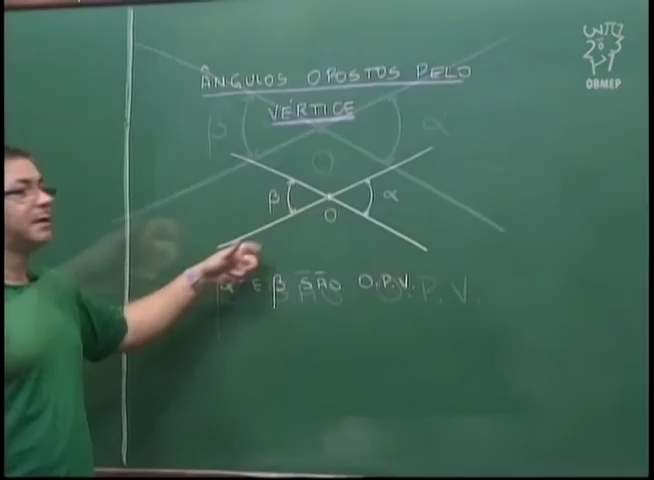 OBMEP
ÂNGULOS OPOSTOS PELO
VÉRTICE
β α
β α
O
O
α E β SÃO O.P.V.